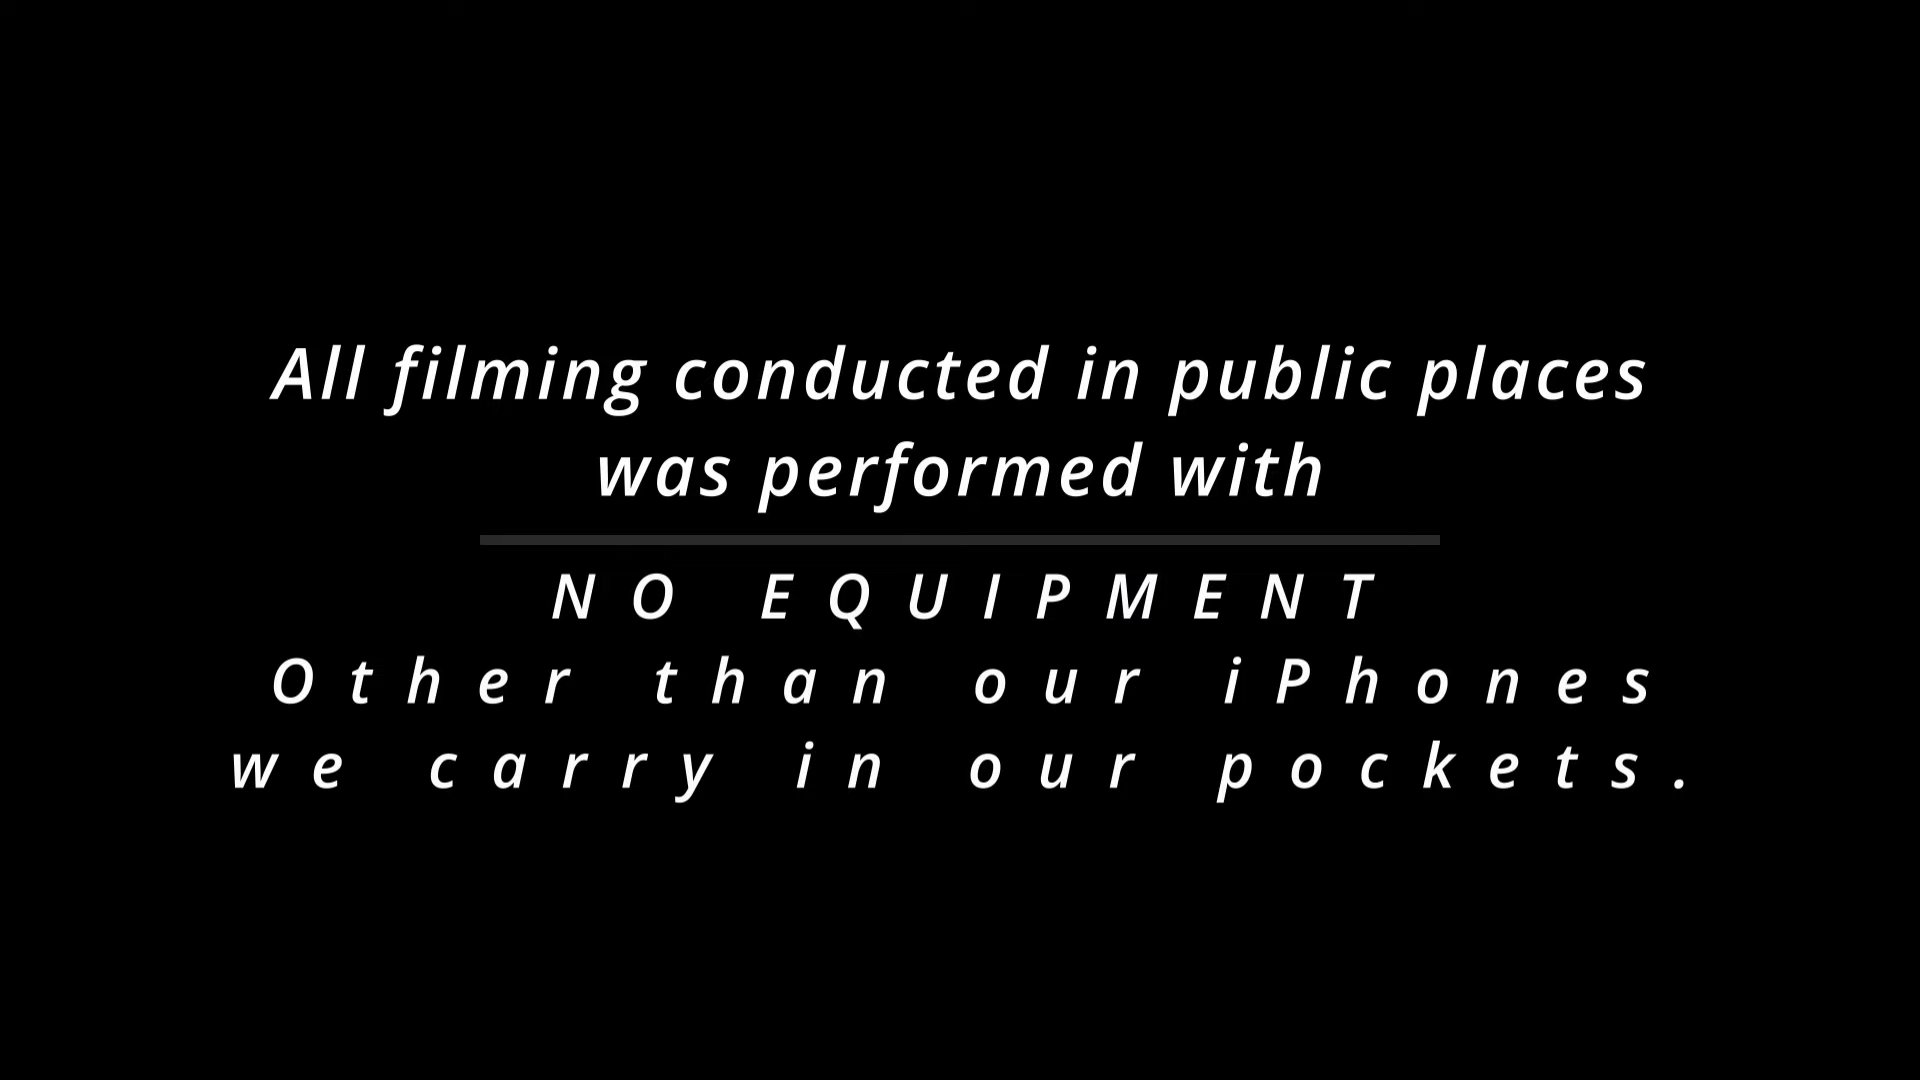 All filming conducted in public places
was performed with
NO EQUIPMENT
Other than our iPhones
we carry in our pockets.